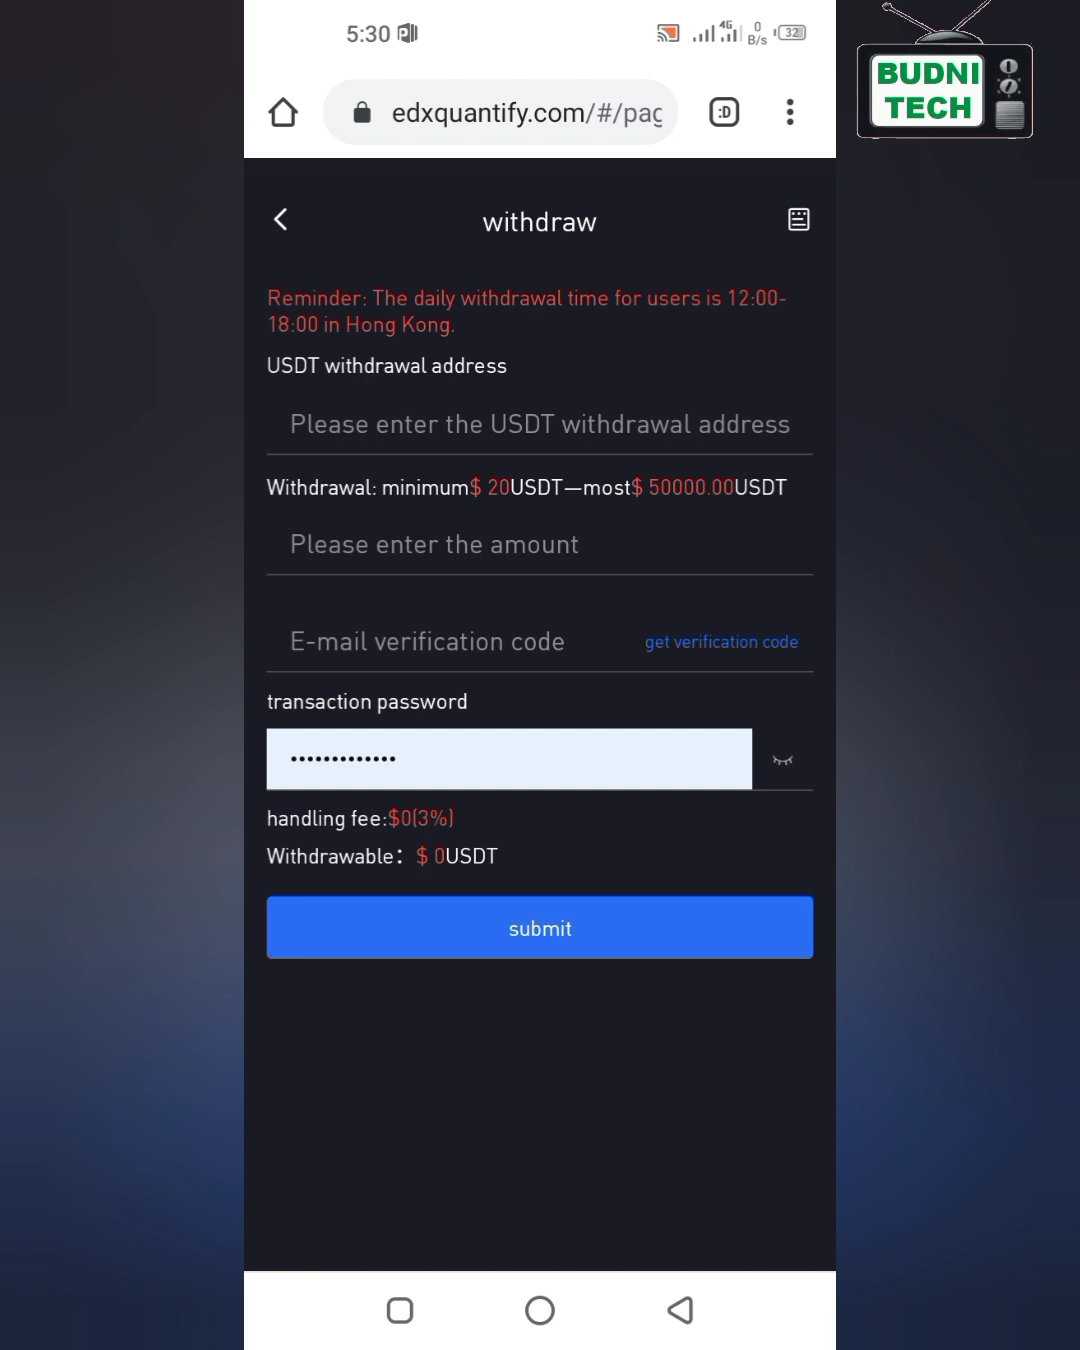 5:30
4G
0
B/s
32
BUDNI
TECH
edxquantify.com/#/pag
:D
withdraw
Reminder: The daily withdrawal time for users is 12:00-
18:00 in Hong Kong.
USDT withdrawal address
Please enter the USDT withdrawal address
Withdrawal: minimum$ 20USDT—most$ 50000.00USDT
Please enter the amount
E-mail verification code
get verification code
transaction password
•••••••••••••
handling fee:$0(3%)
Withdrawable: $ 0USDT
submit